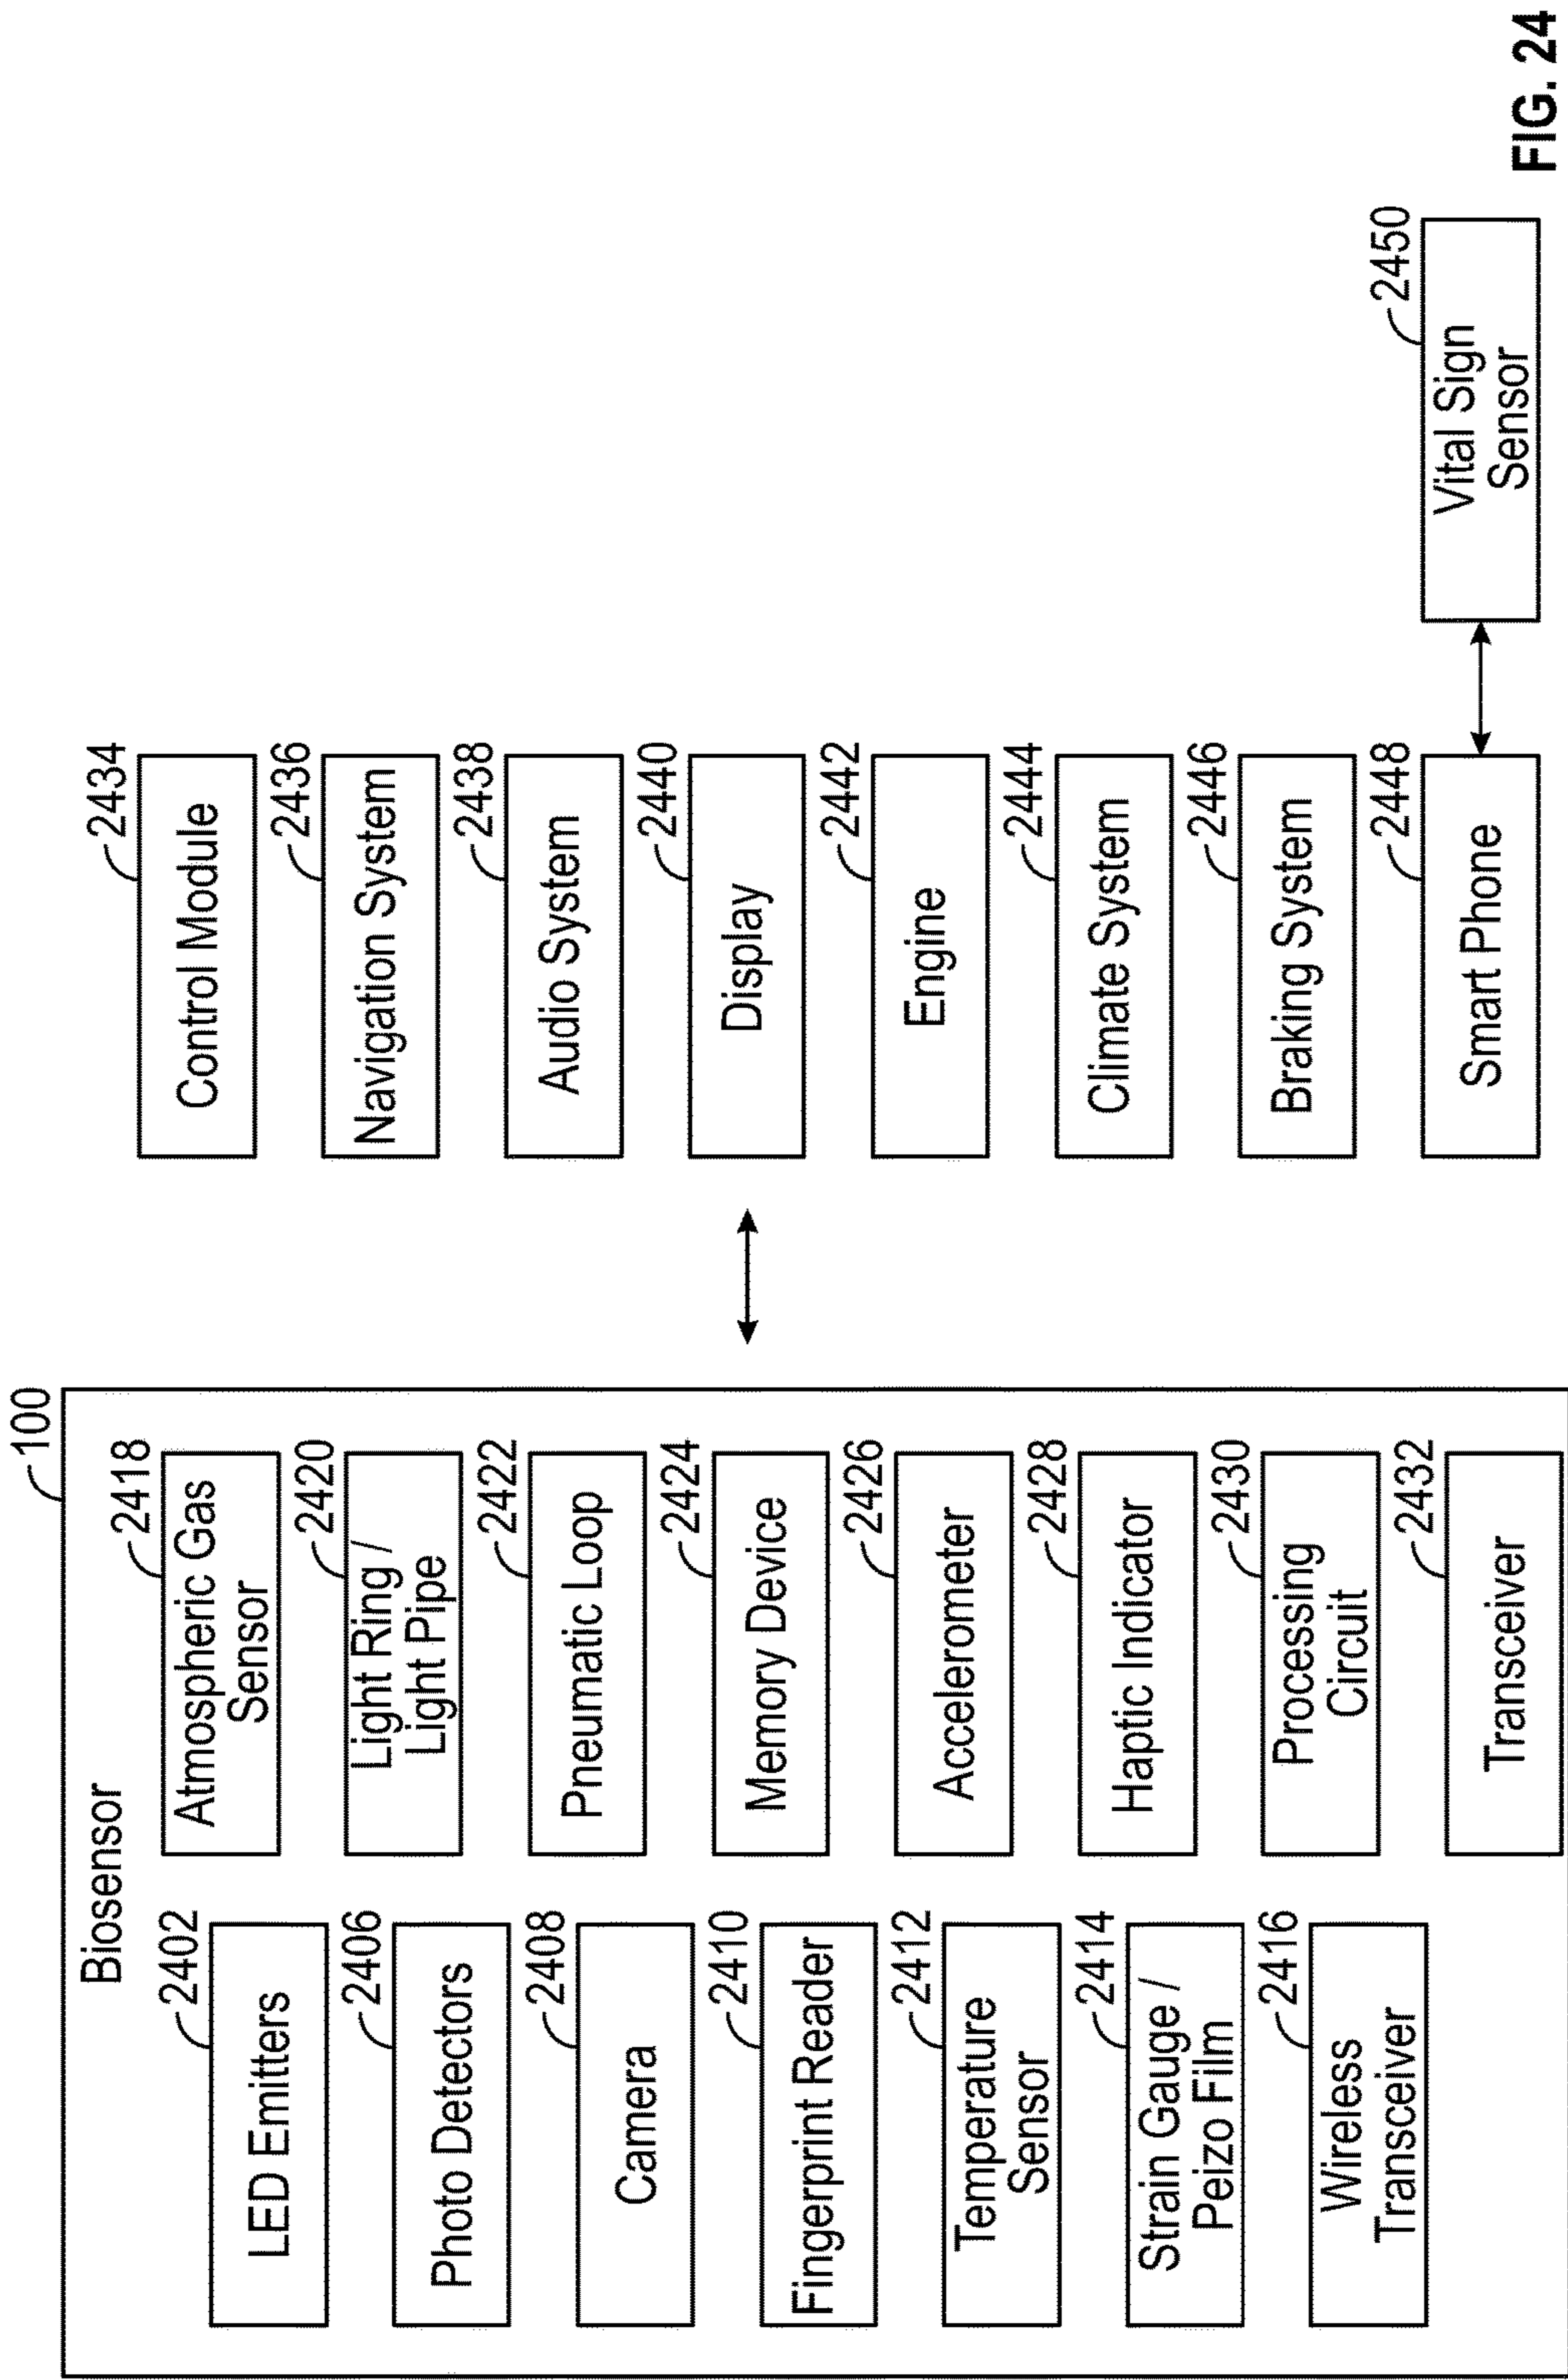 100
Biosensor
2402
LED Emitters
2406
Photo Detectors
2408
Camera
2410
Fingerprint Reader
2412
Temperature
Sensor
2414
Strain Gauge /
Peizo Film
2416
Wireless
Transceiver
2418
Atmospheric Gas
Sensor
2420
Light Ring /
Light Pipe
2422
Pneumatic Loop
2424
Memory Device
2426
Accelerometer
2428
Haptic Indicator
2430
Processing
Circuit
2432
Transceiver
2434
Control Module
2436
Navigation System
2438
Audio System
2440
Display
2442
Engine
2444
Climate System
2446
Braking System
2448
Smart Phone
2450
Vital Sign
Sensor
FIG. 24